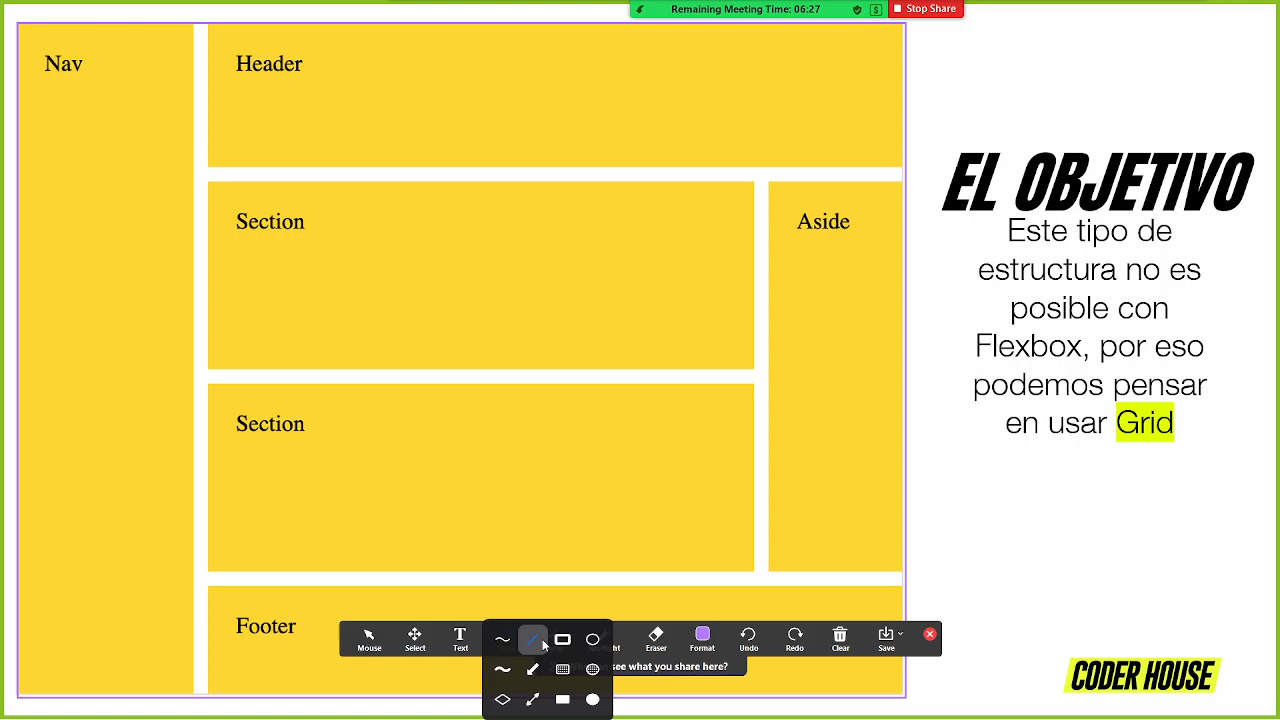 Remaining Meeting Time: 06:27
Stop Share
Nav
Header
Section
Aside
Section
Footer
EL OBJETIVO
Este tipo de
estructura no es
posible con
Flexbox, por eso
podemos pensar
en usar Grid
Mouse
Select
Text
Eraser
Format
Undo
Redo
Clear
Save
see what you share here?
CODER HOUSE